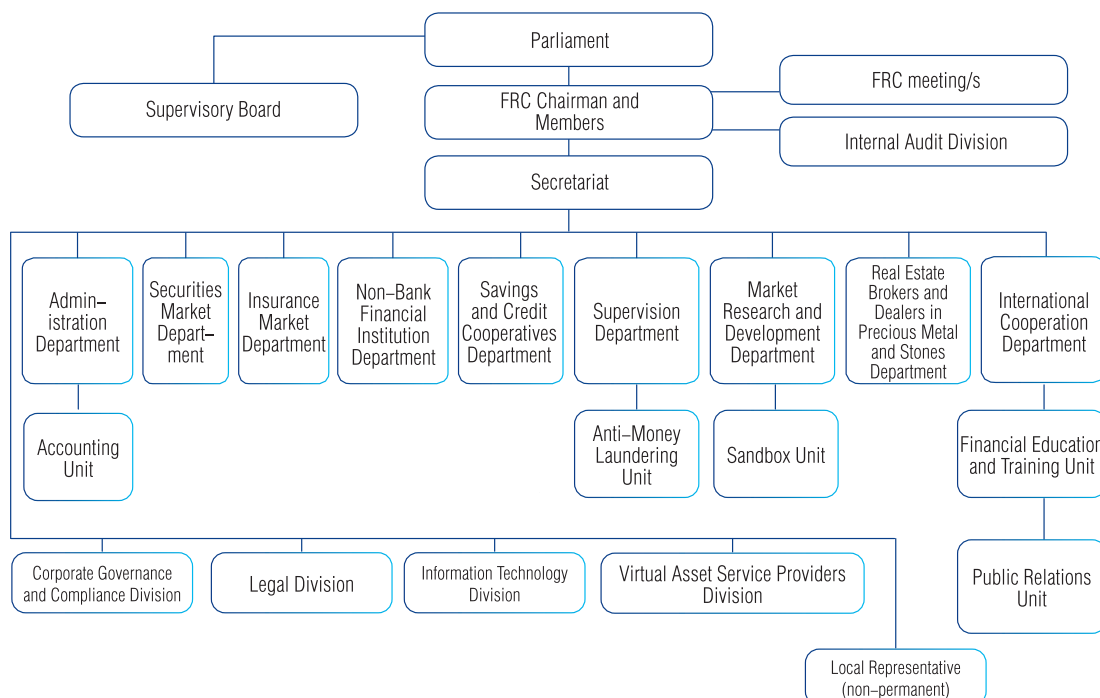 Parliament
FRC meeting/s
Supervisory Board
FRC Chairman and
Members
Internal Audit Division
Secretariat
Admin–
istration
Department
Securities
Market
Depart–
ment
Insurance
Market
Department
Non–Bank
Financial
Institution
Department
Savings
and Credit
Cooperatives
Department
Supervision
Department
Market
Research and
Development
Department
Real Estate
Brokers and
Dealers in
Precious Metal
and Stones
Department
International
Cooperation
Department
Accounting
Unit
Anti–Money
Laundering
Unit
Sandbox Unit
Financial Education
and Training Unit
Corporate Governance
and Compliance Division
Legal Division
Information Technology
Division
Virtual Asset Service Providers
Division
Public Relations
Unit
Local Representative
(non–permanent)